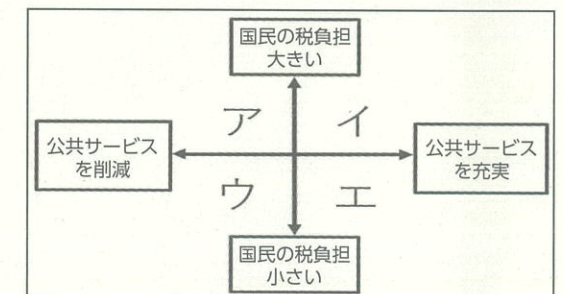 国民の税負担
大きい
ア
イ
公共サービス
を削減
公共サービス
を充実
ウ
エ
国民の税負担
小さい